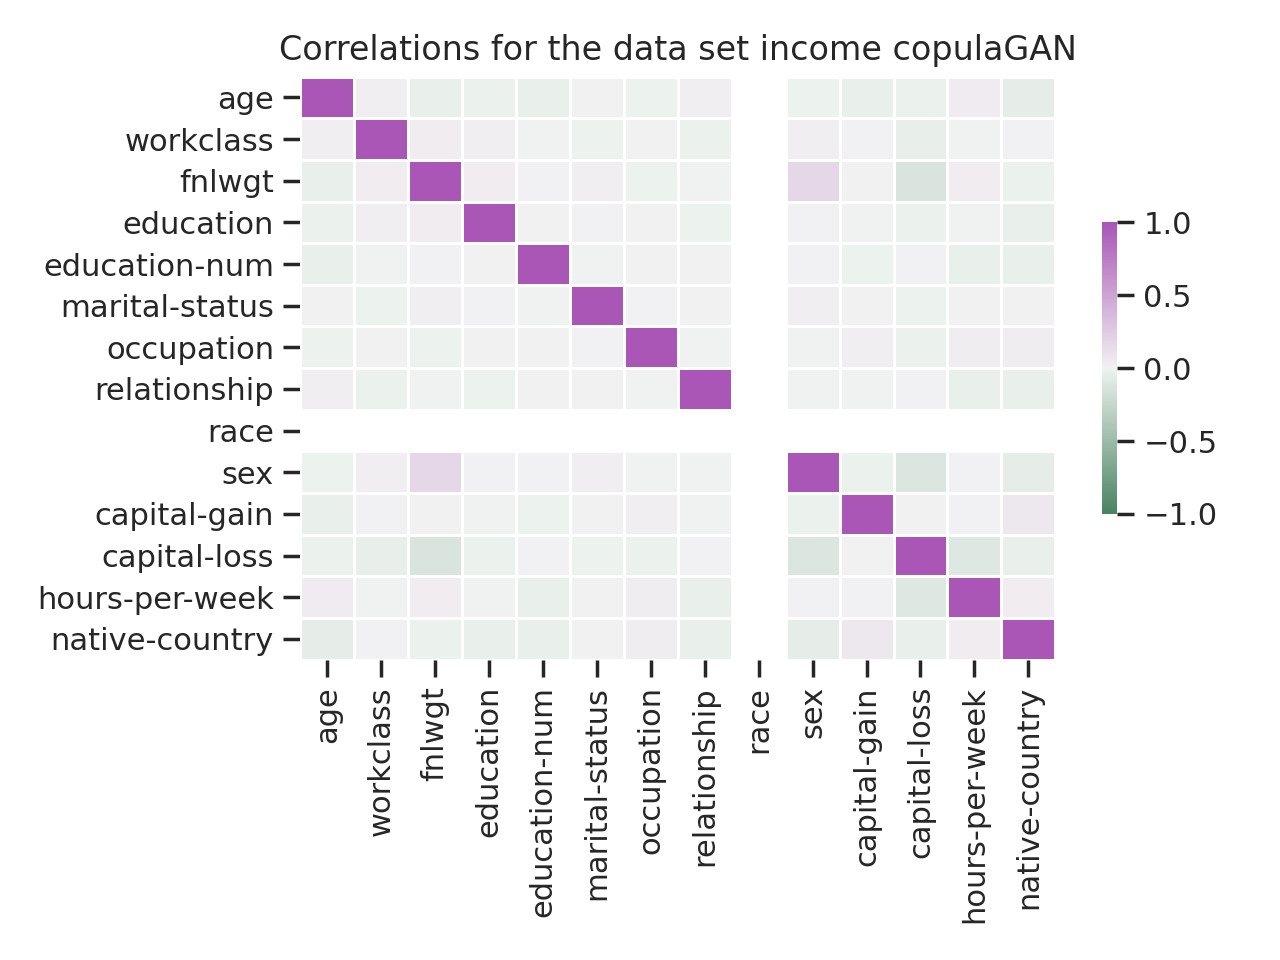 Correlations for the data set income copulaGAN
age
workclass
fnlwgt
education
education-num
marital-status
occupation
relationship
race
sex
capital-gain
capital-loss
hours-per-week
native-country
age
workclass
fnlwgt
education
education-num
marital-status
occupation
relationship
race
sex
capital-gain
capital-loss
hours-per-week
native-country
1.0
0.5
0.0
−0.5
−1.0